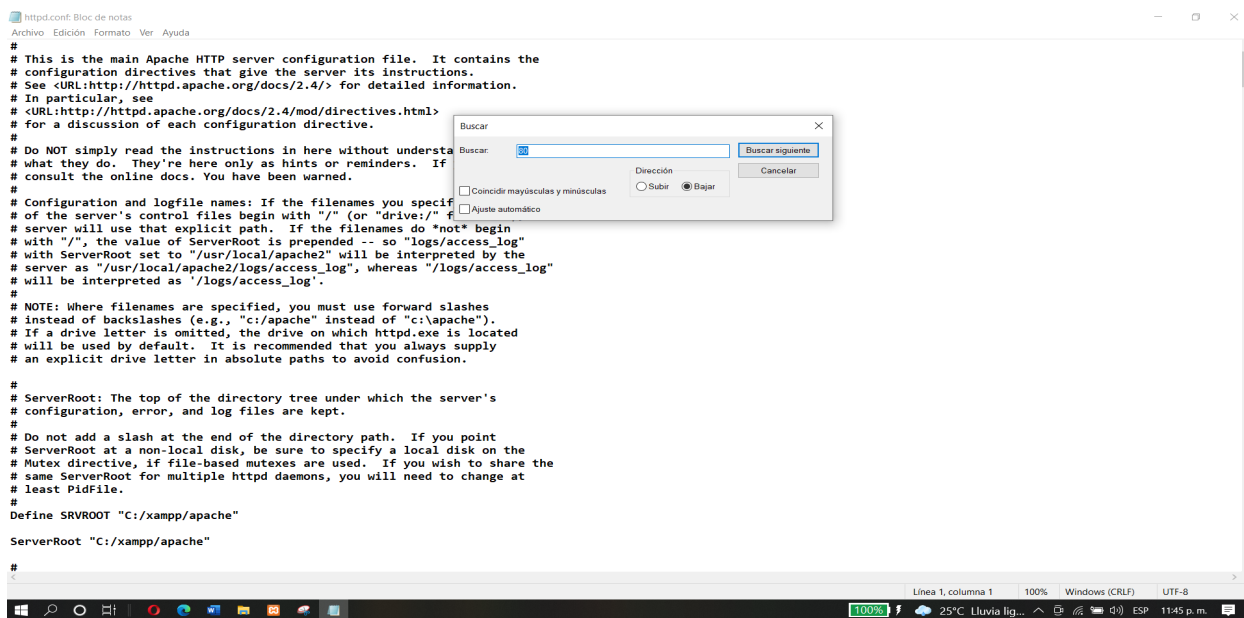 httpd.conf: Bloc de notas
Archivo Edición Formato Ver Ayuda
#
# This is the main Apache HTTP server configuration file. It contains the
# configuration directives that give the server its instructions.
# See <URL:http://httpd.apache.org/docs/2.4/> for detailed information.
# In particular, see
# <URL:http://httpd.apache.org/docs/2.4/mod/directives.html>
# for a discussion of each configuration directive.
#
# Do NOT simply read the instructions in here without understa
# what they do. They're here only as hints or reminders. If
# consult the online docs. You have been warned.
#
# Configuration and logfile names: If the filenames you specif
# of the server's control files begin with "/" (or "drive:/"
# server will use that explicit path. If the filenames do *not* begin
# with "/", the value of ServerRoot is prepended -- so "logs/access_log"
# with ServerRoot set to "/usr/local/apache2" will be interpreted by the
# server as "/usr/local/apache2/logs/access_log", whereas "/logs/access_log"
# will be interpreted as '/logs/access_log'.
#
# NOTE: Where filenames are specified, you must use forward slashes
# instead of backslashes (e.g., "c:/apache" instead of "c:\apache").
# If a drive letter is omitted, the drive on which httpd.exe is located
# will be used by default. It is recommended that you always supply
# an explicit drive letter in absolute paths to avoid confusion.
#
# ServerRoot: The top of the directory tree under which the server's
# configuration, error, and log files are kept.
#
# Do not add a slash at the end of the directory path. If you point
# ServerRoot at a non-local disk, be sure to specify a local disk on the
# Mutex directive, if file-based mutexes are used. If you wish to share the
# same ServerRoot for multiple httpd daemons, you will need to change at
# least PidFile.
#
Define SRVROOT "C:/xampp/apache"
ServerRoot "C:/xampp/apache"
#
Buscar
Buscar: 80 Buscar siguiente
Dirección Cancelar
Coincidir mayúsculas y minúsculas Subir Bajar
Ajuste automático
Línea 1, columna 1 100% Windows (CRLF) UTF-8
100% 25°C Lluvia lig... ESP 11:45 p. m.